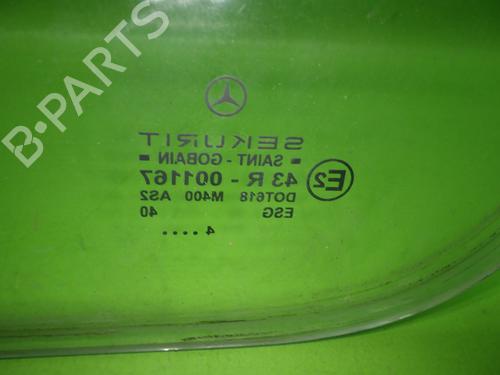 SEKURIT
SAINT - GOBAIN
43 R - 001167 E2
DOT618 M400 AS2
ESG 40
4 ....
B-PARTS